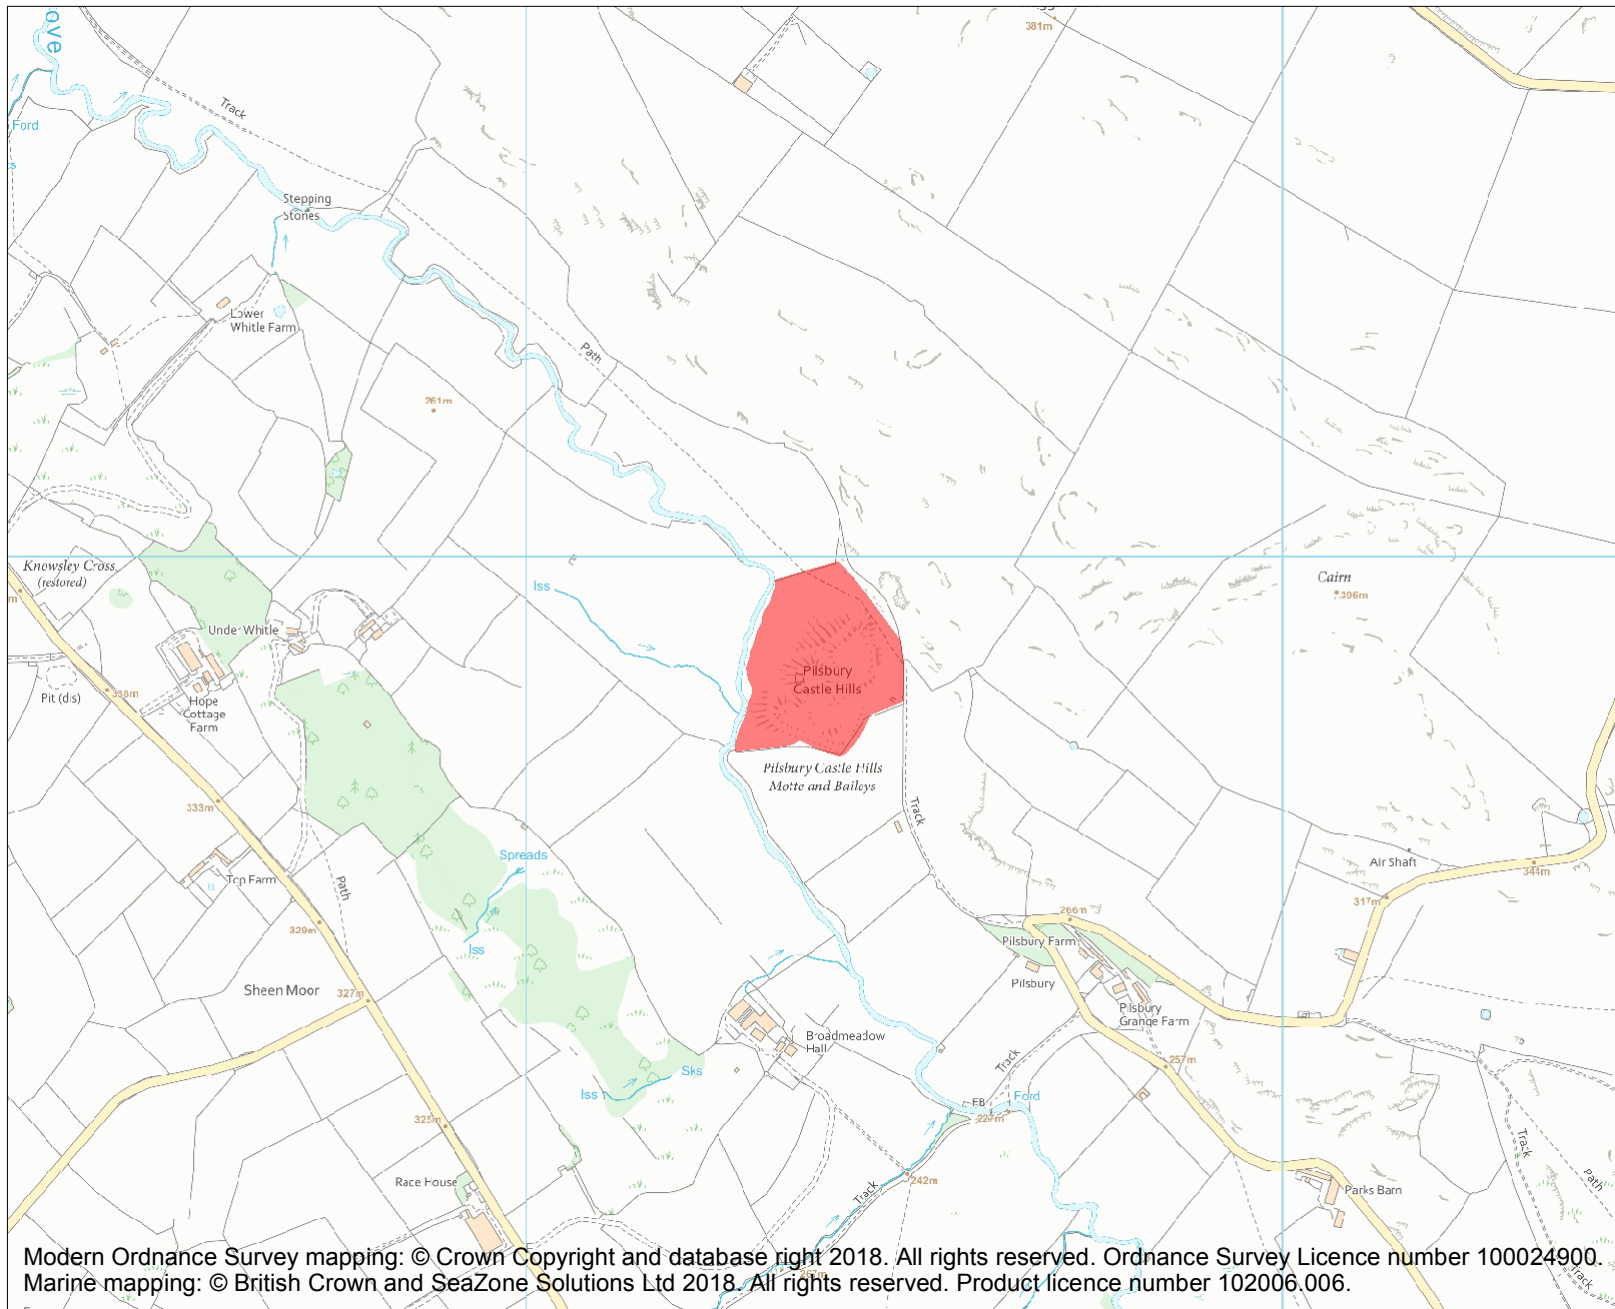 ove
381m
Track
Ford
s
Stepping
Stones
Lower
Whitle Farm
Path
261m
Knowsley Cross
(restored)
m
Iss
Cairn
396m
Under Whitle
Pit (dis)
338m
Hope
Cottage
Farm
Pilsbury
Castle Hills
Pilsbury Castle Hills
Motte and Baileys
333m
Track
Spreads
Top Farm
Path
Air Shaft
344m
317m
329m
Iss
266m
Pilsbury Farm
Sheen Moor
327m
Pilsbury
Pilsbury
Grange Farm
Broadmeadow
Hall
Track
257m
Sks
Iss
FB
Ford
227m
325m
Track
Path
Race House
242m
Track
Parks Barn
Modern Ordnance Survey mapping: © Crown Copyright and database right 2018. All rights reserved. Ordnance Survey Licence number 100024900.
267m
Track
Marine mapping: © British Crown and SeaZone Solutions Ltd 2018. All rights reserved. Product licence number 102006.006.